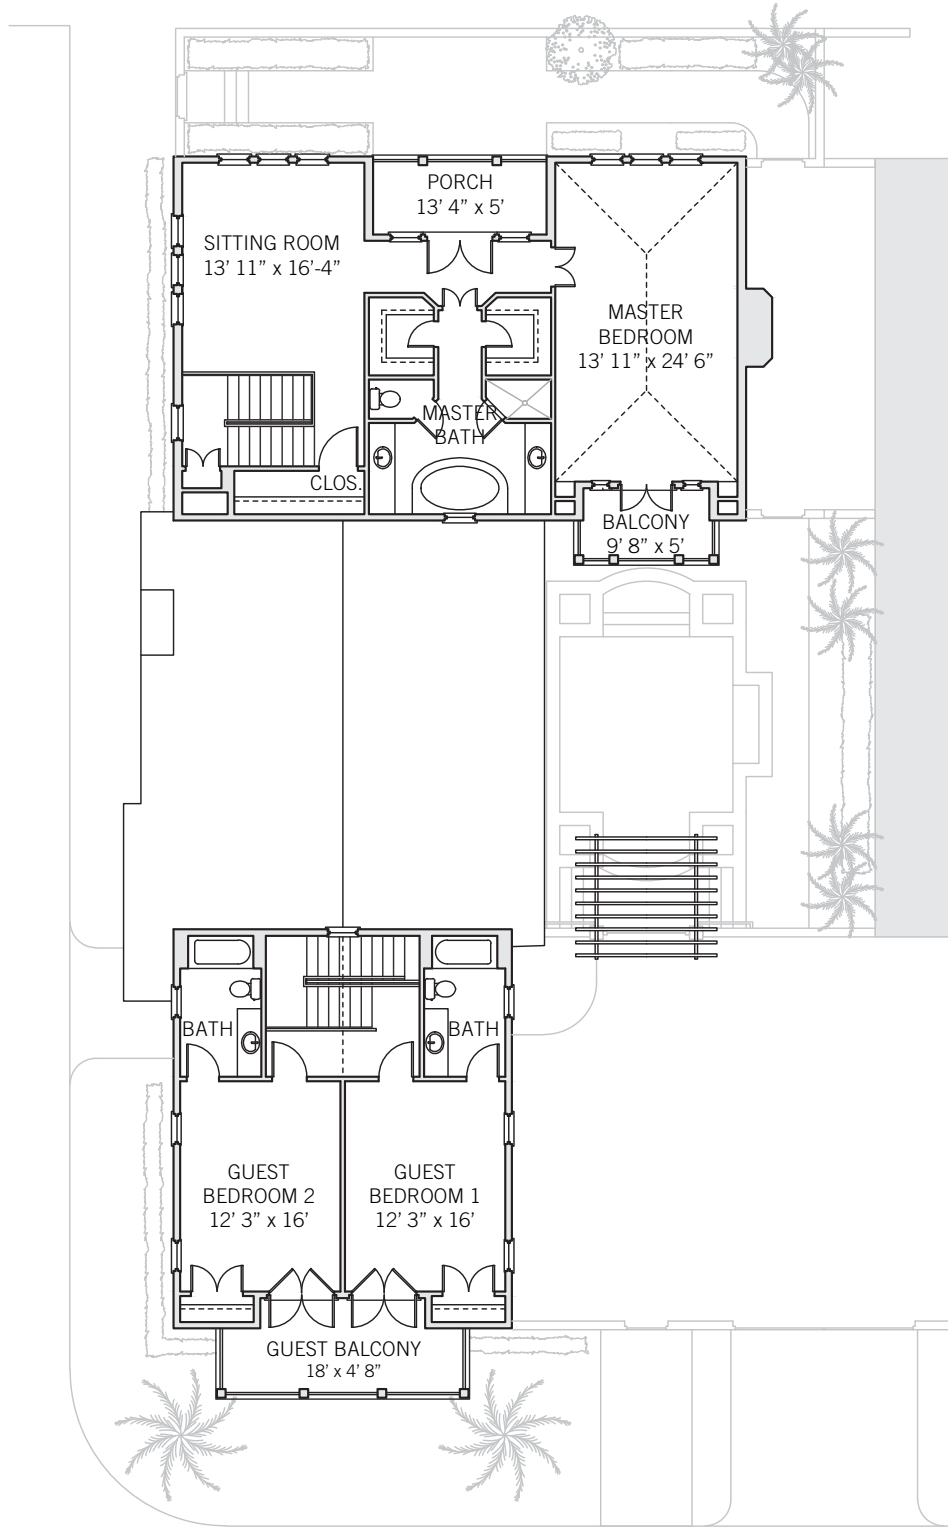 PORCH
13’ 4” x 5’
SITTING ROOM
13’ 11” x 16’-4”
MASTER
BEDROOM
13’ 11” x 24’ 6”
MASTER
BATH
CLOS.
BALCONY
9’ 8” x 5’
BATH
BATH
GUEST
BEDROOM 2
12’ 3” x 16’
GUEST
BEDROOM 1
12’ 3” x 16’
GUEST BALCONY
18’ x 4’ 8”